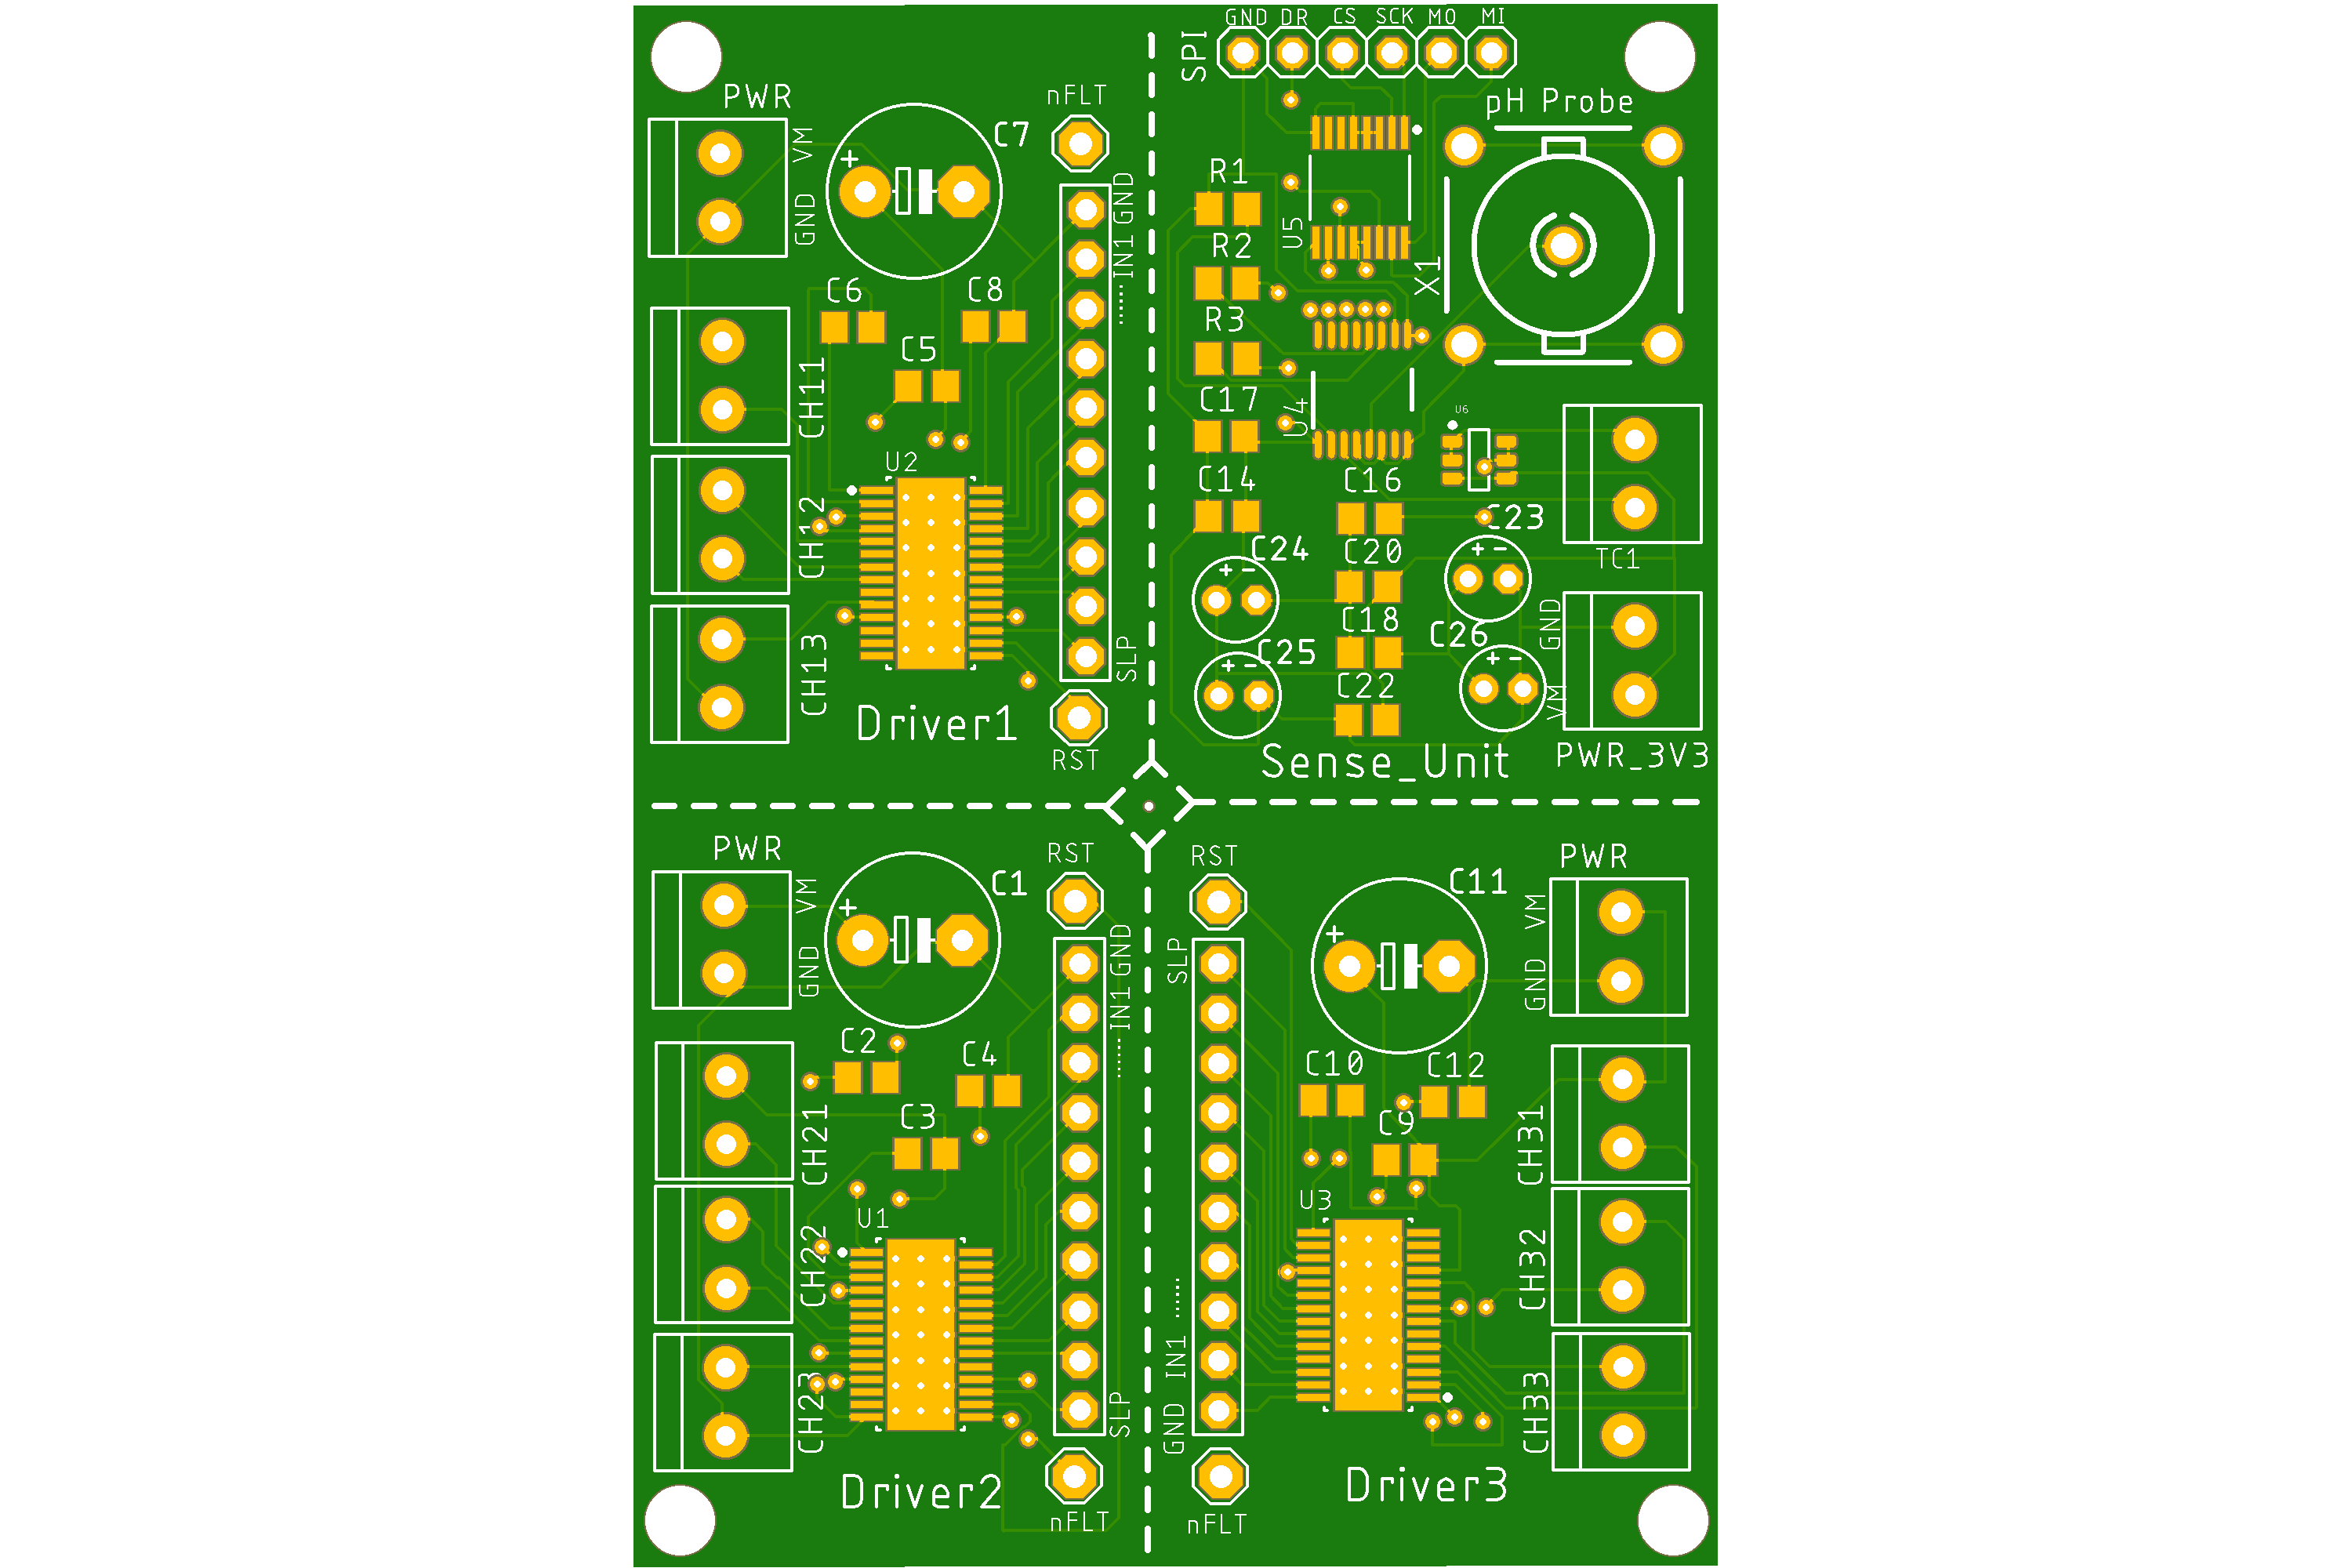 GND DR CS SCK MO MI
SPI
PWR
VM
GND
C7
nFLT
GND
IN1
......
C6
C8
C5
CH11
U2
CH12
CH13
SLP
Driver1
RST
pH Probe
R1
R2
R3
U5
X1
C17
U4
U6
C14
C16
C23
+ -
TC1
C24
+ -
C20
C18
C26
+ -
C25
+ -
C22
GND
VM
PWR_3V3
Sense_Unit
PWR
VM
GND
C1
+
RST
GND
IN1
......
C2
C4
C3
CH21
U1
CH22
CH23
SLP
Driver2
nFLT
RST
SLP
C11
+
PWR
VM
GND
C10
C12
C9
CH31
U3
CH32
......
IN1
GND
CH33
Driver3
nFLT